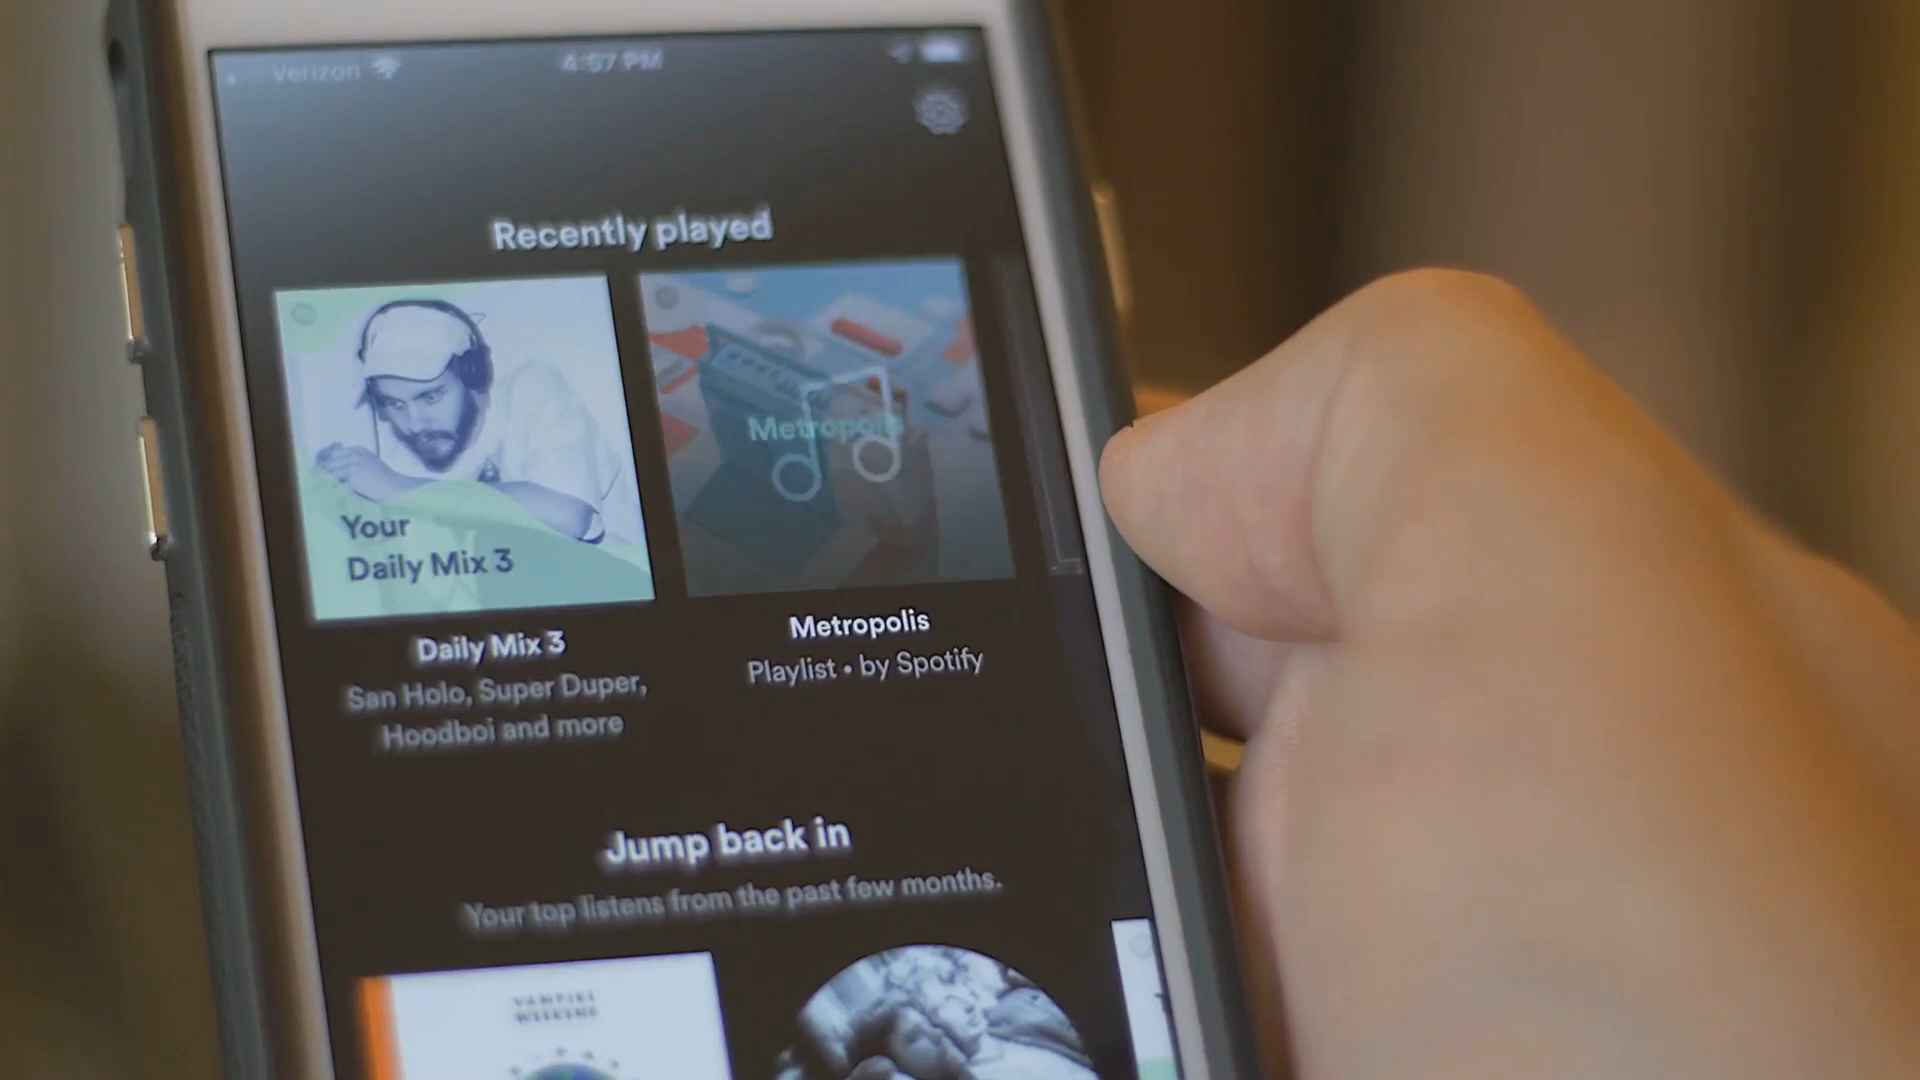 Verizon 4:57 PM
Recently played
Your
Daily Mix 3
Metropolis
Daily Mix 3
San Holo, Super Duper,
Hoodboi and more
Metropolis
Playlist • by Spotify
Jump back in
Your top listens from the past few months.
VAMPIRE
WEEKEND